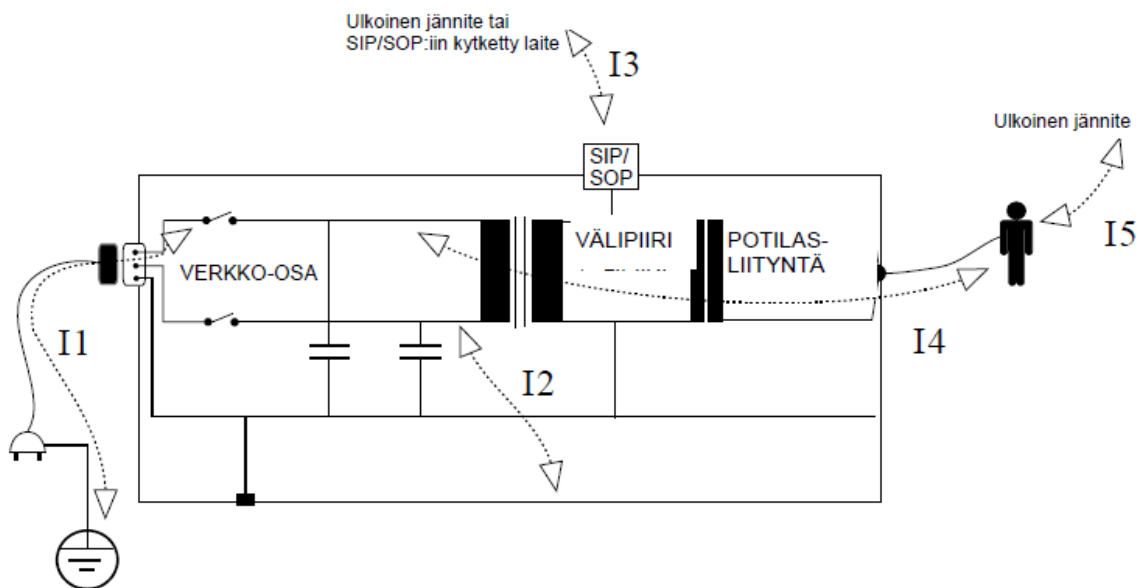 Ulkoinen jännite tai
SIP/SOP:iin kytketty laite
I3
Ulkoinen jännite
SIP/
SOP
I5
VERKKO-OSA
VÄLIPIIRI
POTILAS-
LIITYNTÄ
I1
I2
I4